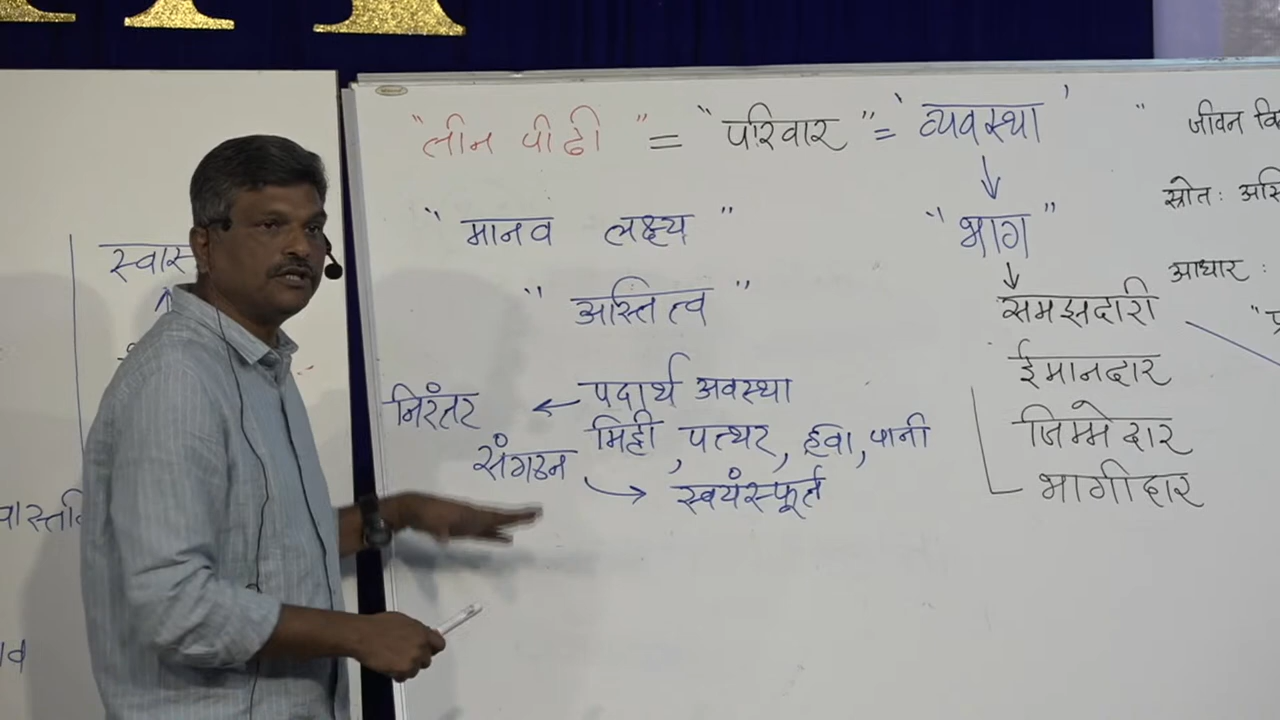 "तीन पीढी" = "परिवार" = 'व्यवस्था'
"मानव लक्ष्य"
"भाग"
"अस्तित्व"
समझदारी
ईमानदार
जिम्मेदार
भागीदार
निरंतर ← पदार्थ अवस्था
मिट्टी, पत्थर, हवा, पानी
संगठन → स्वयंस्फूर्त
" जीवन
स्रोत:
आधार :